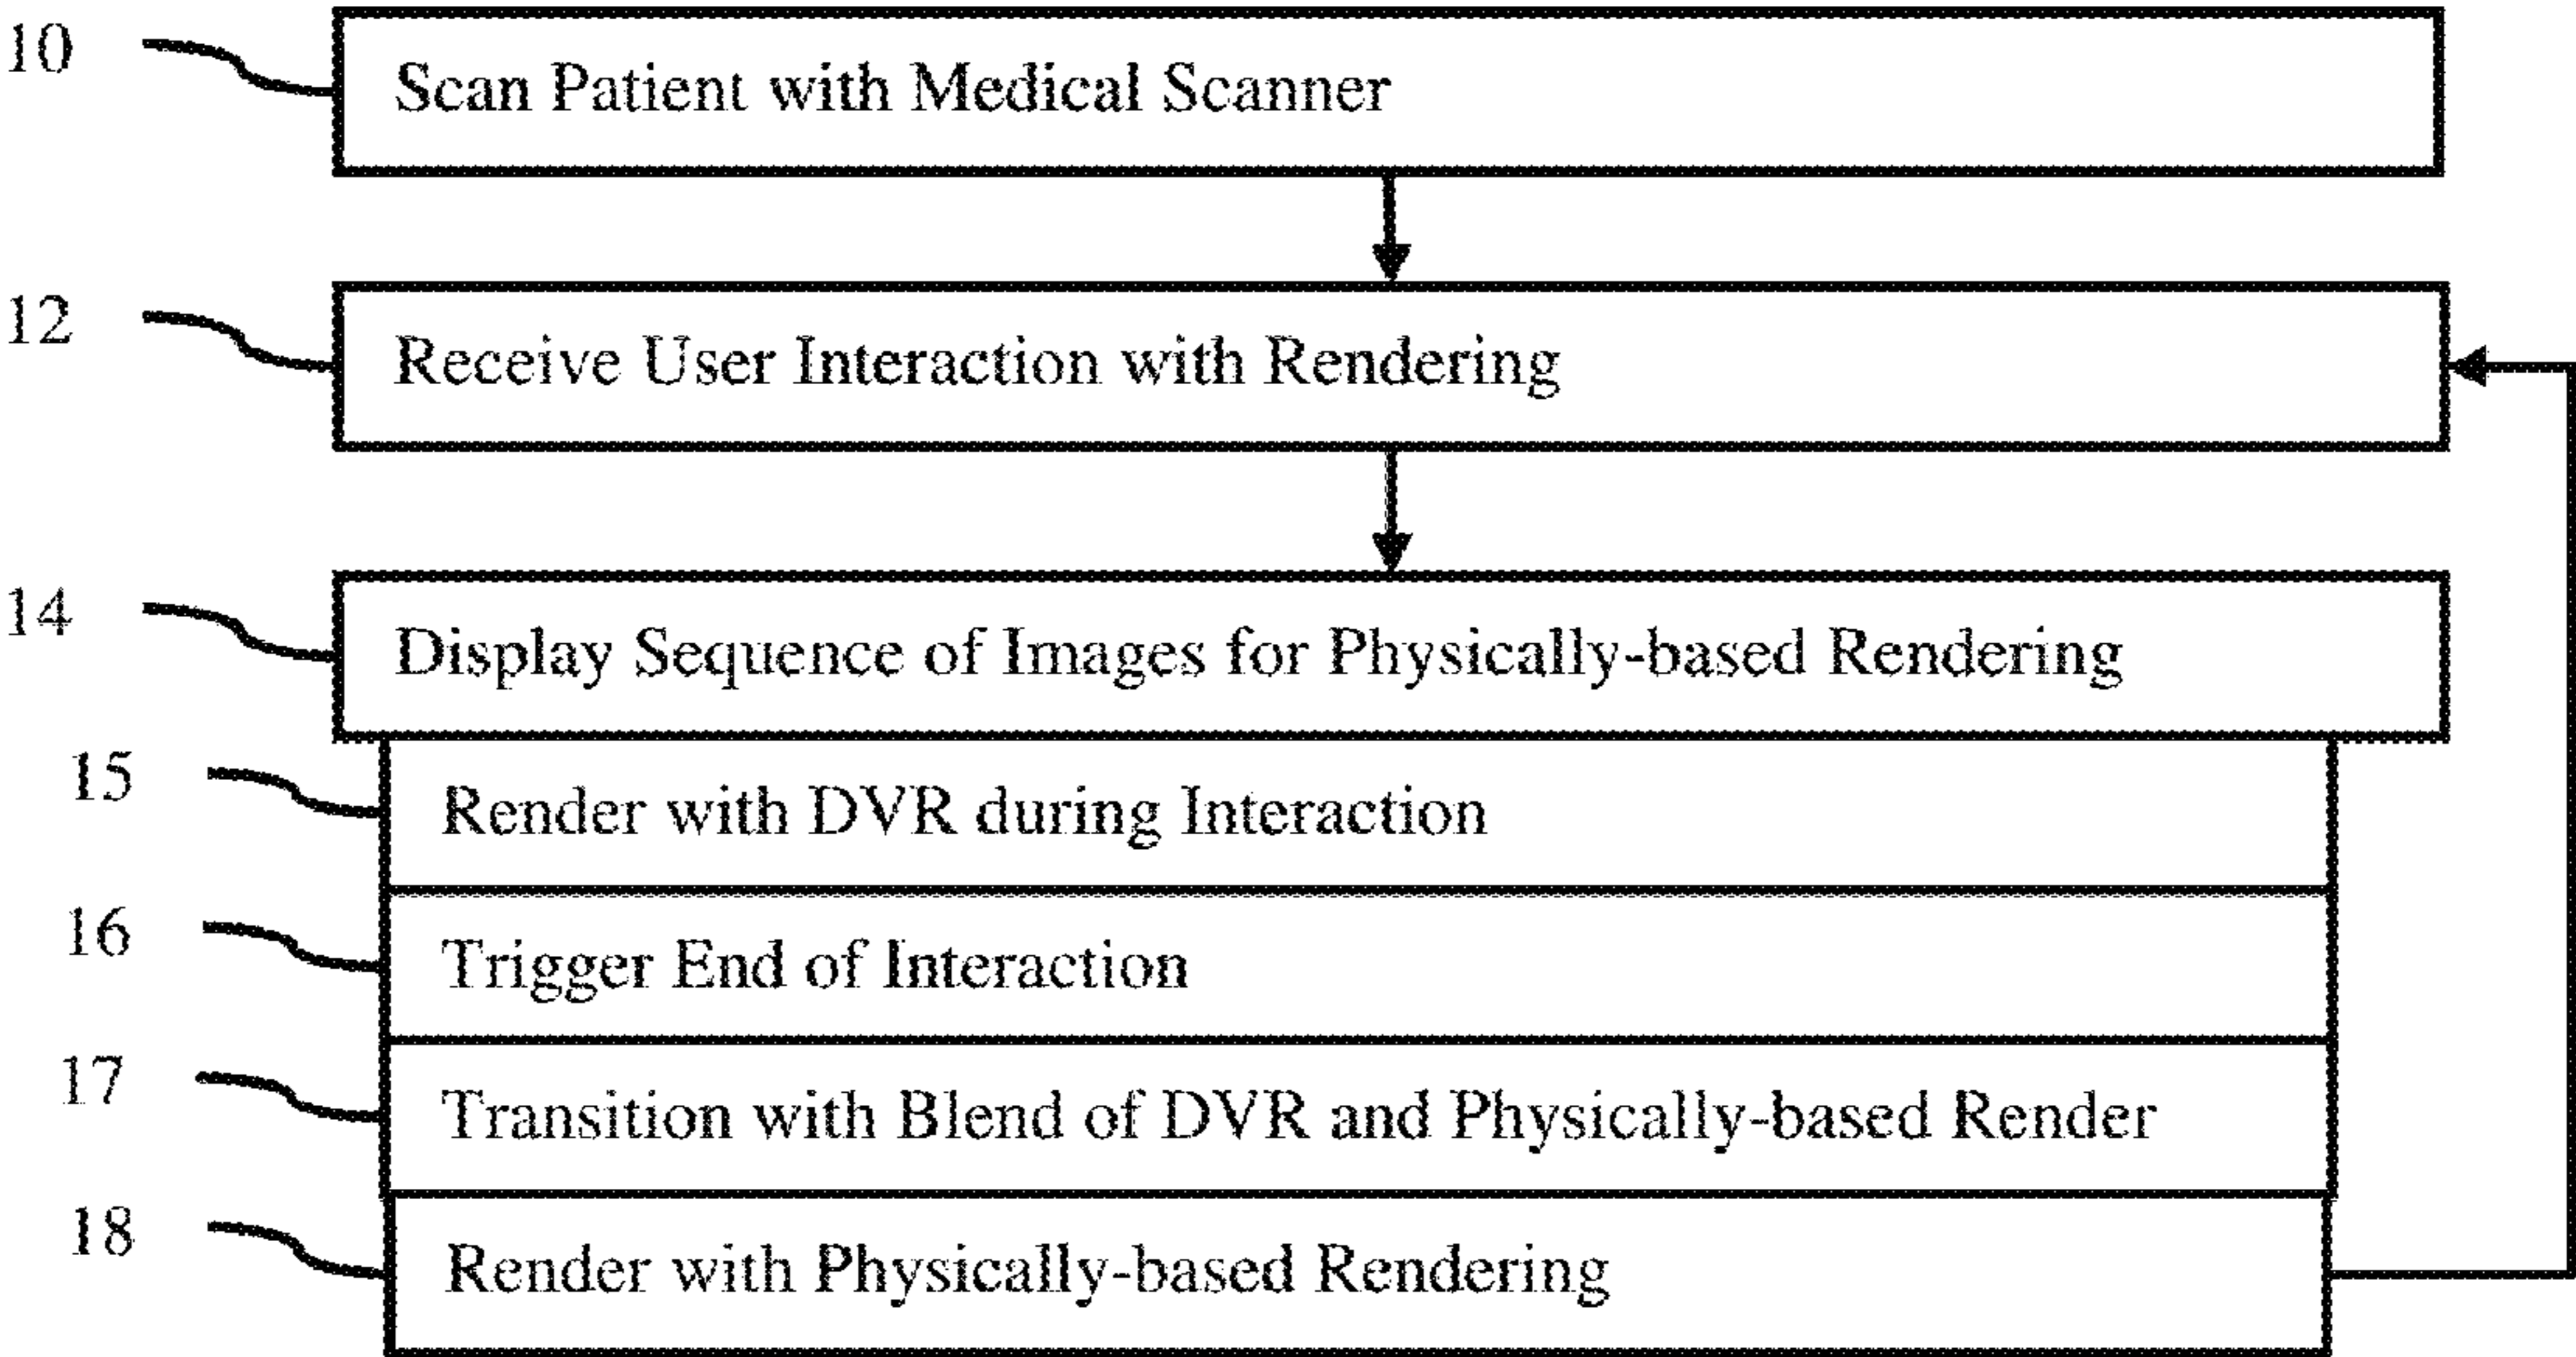 10
Scan Patient with Medical Scanner
12
Receive User Interaction with Rendering
14
Display Sequence of Images for Physically-based Rendering
15
Render with DVR during Interaction
16
Trigger End of Interaction
17
Transition with Blend of DVR and Physically-based Render
18
Render with Physically-based Rendering